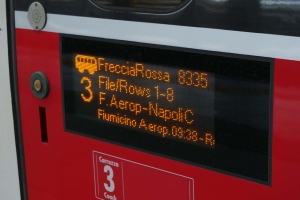 FrecciaRossa 8335
3 File/Rows 1-8
F.Aerop-NapoliC
Fiumicino Aerop.09:38-R
Carrozza
3
Coach